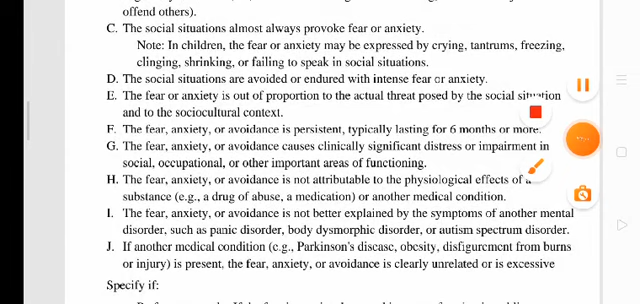 offend others).
C. The social situations almost always provoke fear or anxiety.
Note: In children, the fear or anxiety may be expressed by crying, tantrums, freezing,
clinging, shrinking, or failing to speak in social situations.
D. The social situations are avoided or endured with intense fear or anxiety.
E. The fear or anxiety is out of proportion to the actual threat posed by the social situation
and to the sociocultural context.
F. The fear, anxiety, or avoidance is persistent, typically lasting for 6 months or more.
G. The fear, anxiety, or avoidance causes clinically significant distress or impairment in
social, occupational, or other important areas of functioning.
H. The fear, anxiety, or avoidance is not attributable to the physiological effects of a
substance (e.g., a drug of abuse, a medication) or another medical condition.
I. The fear, anxiety, or avoidance is not better explained by the symptoms of another mental
disorder, such as panic disorder, body dysmorphic disorder, or autism spectrum disorder.
J. If another medical condition (e.g., Parkinson's disease, obesity, disfigurement from burns
or injury) is present, the fear, anxiety, or avoidance is clearly unrelated or is excessive
Specify if: